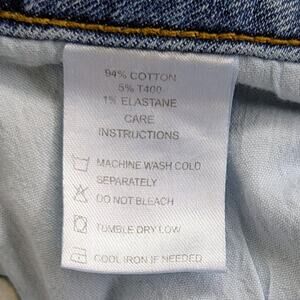 94% COTTON
5% T400
1% ELASTANE
CARE
INSTRUCTIONS
MACHINE WASH COLD
SEPARATELY
DO NOT BLEACH
TUMBLE DRY LOW
COOL IRON IF NEEDED